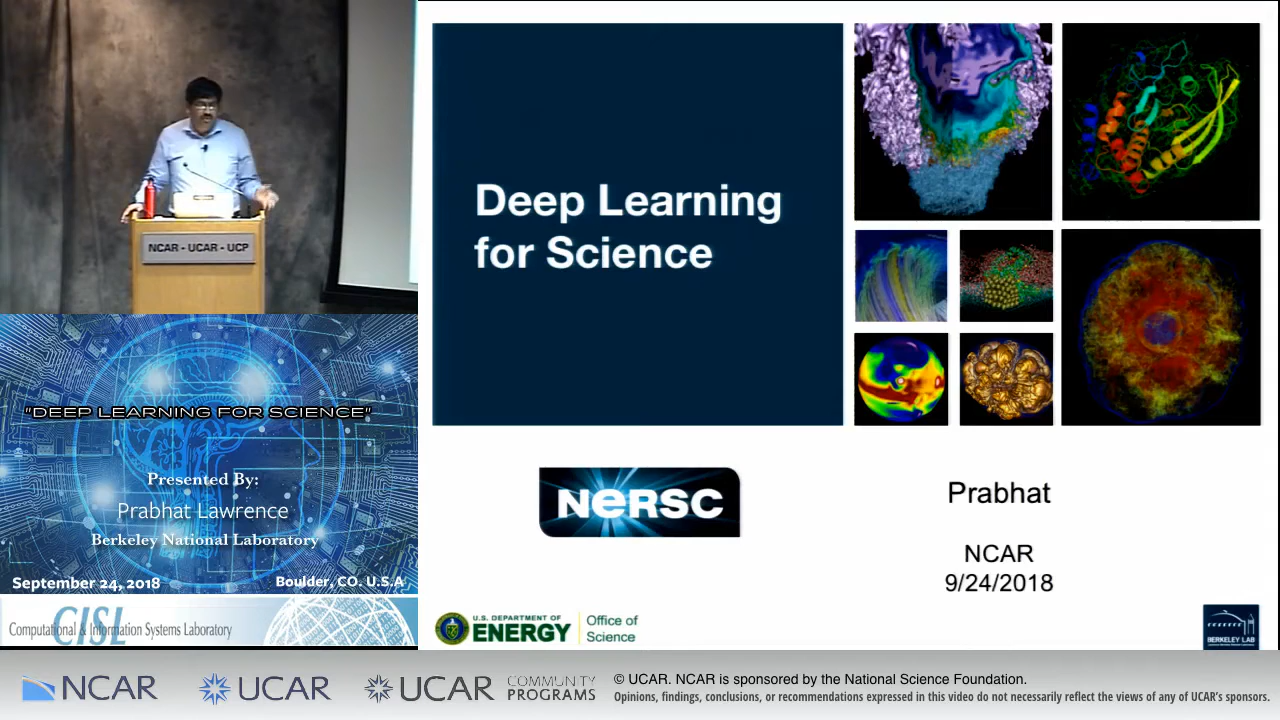 NCAR - UCAR - UCP
"DEEP LEARNING FOR SCIENCE"
Presented By:
Prabhat Lawrence
Berkeley National Laboratory
September 24, 2018
Boulder, CO. U.S.A
CISL
Computational & Information Systems Laboratory
Deep Learning
for Science
NERSC
Prabhat
NCAR
9/24/2018
U.S. DEPARTMENT OF
ENERGY
Office of
Science
BERKELEY LAB
NCAR
UCAR
UCAR
COMMUNITY
PROGRAMS
© UCAR. NCAR is sponsored by the National Science Foundation.
Opinions, findings, conclusions, or recommendations expressed in this video do not necessarily reflect the views of any of UCAR's sponsors.